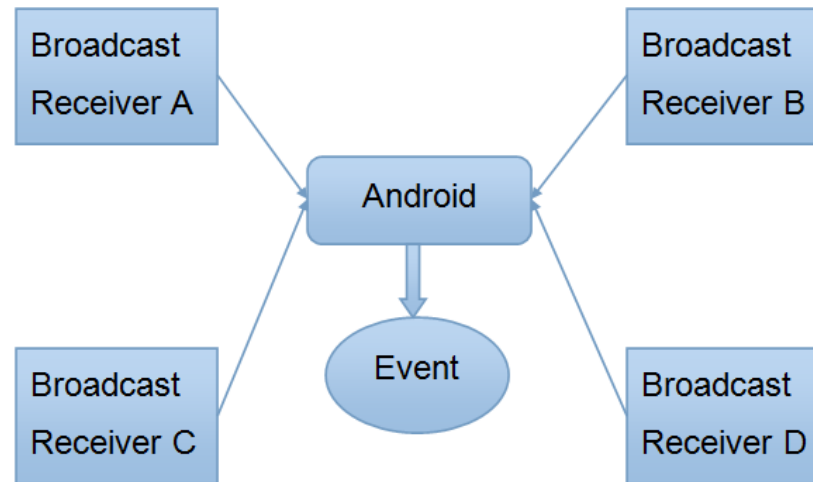 Broadcast
Receiver A
Broadcast
Receiver B
Android
Event
Broadcast
Receiver C
Broadcast
Receiver D